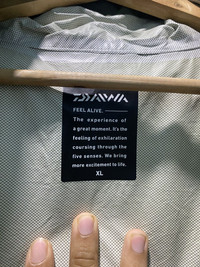 DAIWA
FEEL ALIVE.
The experience of
a great moment. It's the
feeling of exhilaration
coursing through the
five senses. We bring
more excitement to life.
XL